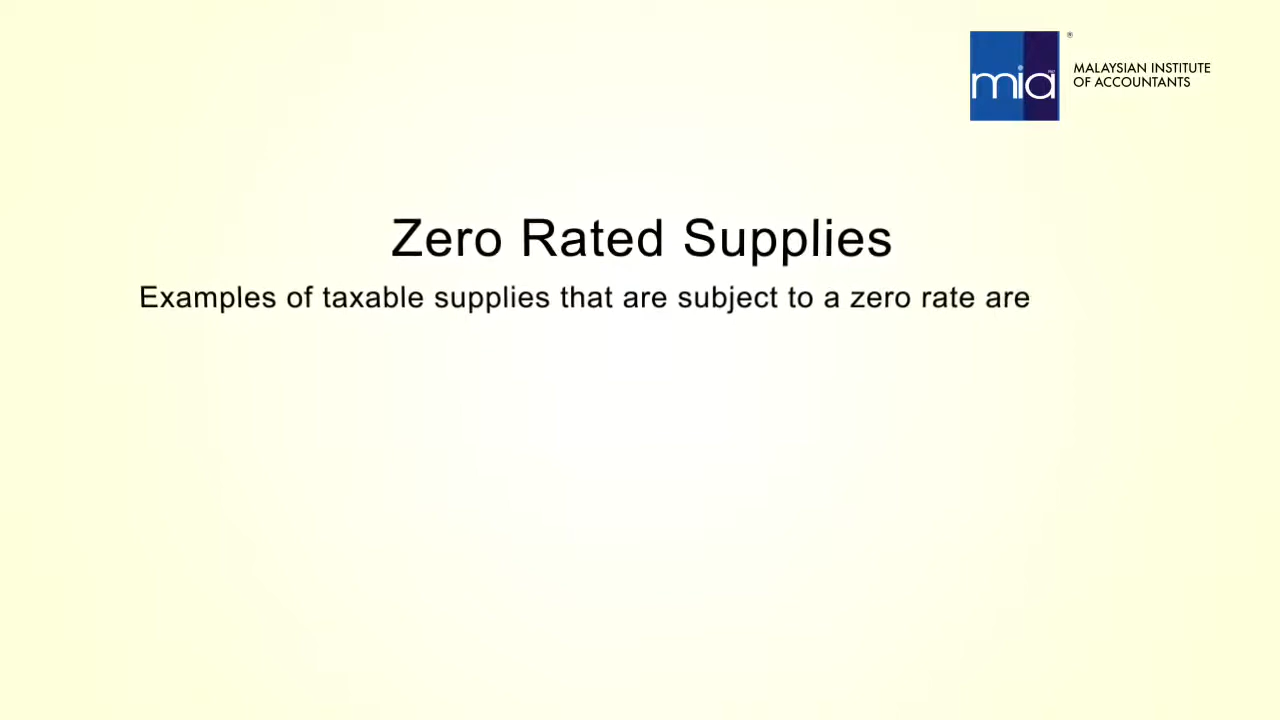 mia
MALAYSIAN INSTITUTE
OF ACCOUNTANTS
Zero Rated Supplies
Examples of taxable supplies that are subject to a zero rate are